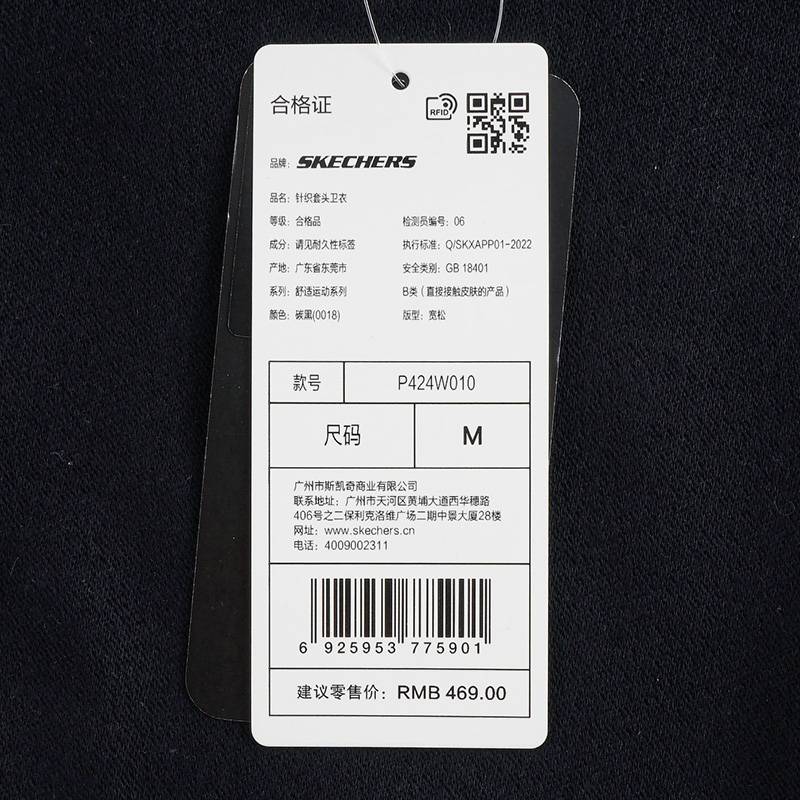 合格证
RFID
品牌: SKECHERS
品名: 针织套头卫衣
等级: 合格品 检测员编号: 06
成分: 请见耐久性标签 执行标准: Q/SKXAPP01-2022
产地: 广东省东莞市 安全类别: GB 18401
系列: 舒适运动系列 B类 (直接接触皮肤的产品)
颜色: 碳黑(0018) 版型: 宽松
款号 P424W010
尺码 M
广州市斯凯奇商业有限公司
联系地址: 广州市天河区黄埔大道西华穗路
406号之二保利克洛维广场二期中景大厦28楼
网址: www.skechers.cn
电话: 4009002311
6 925953 775901
建议零售价: RMB 469.00